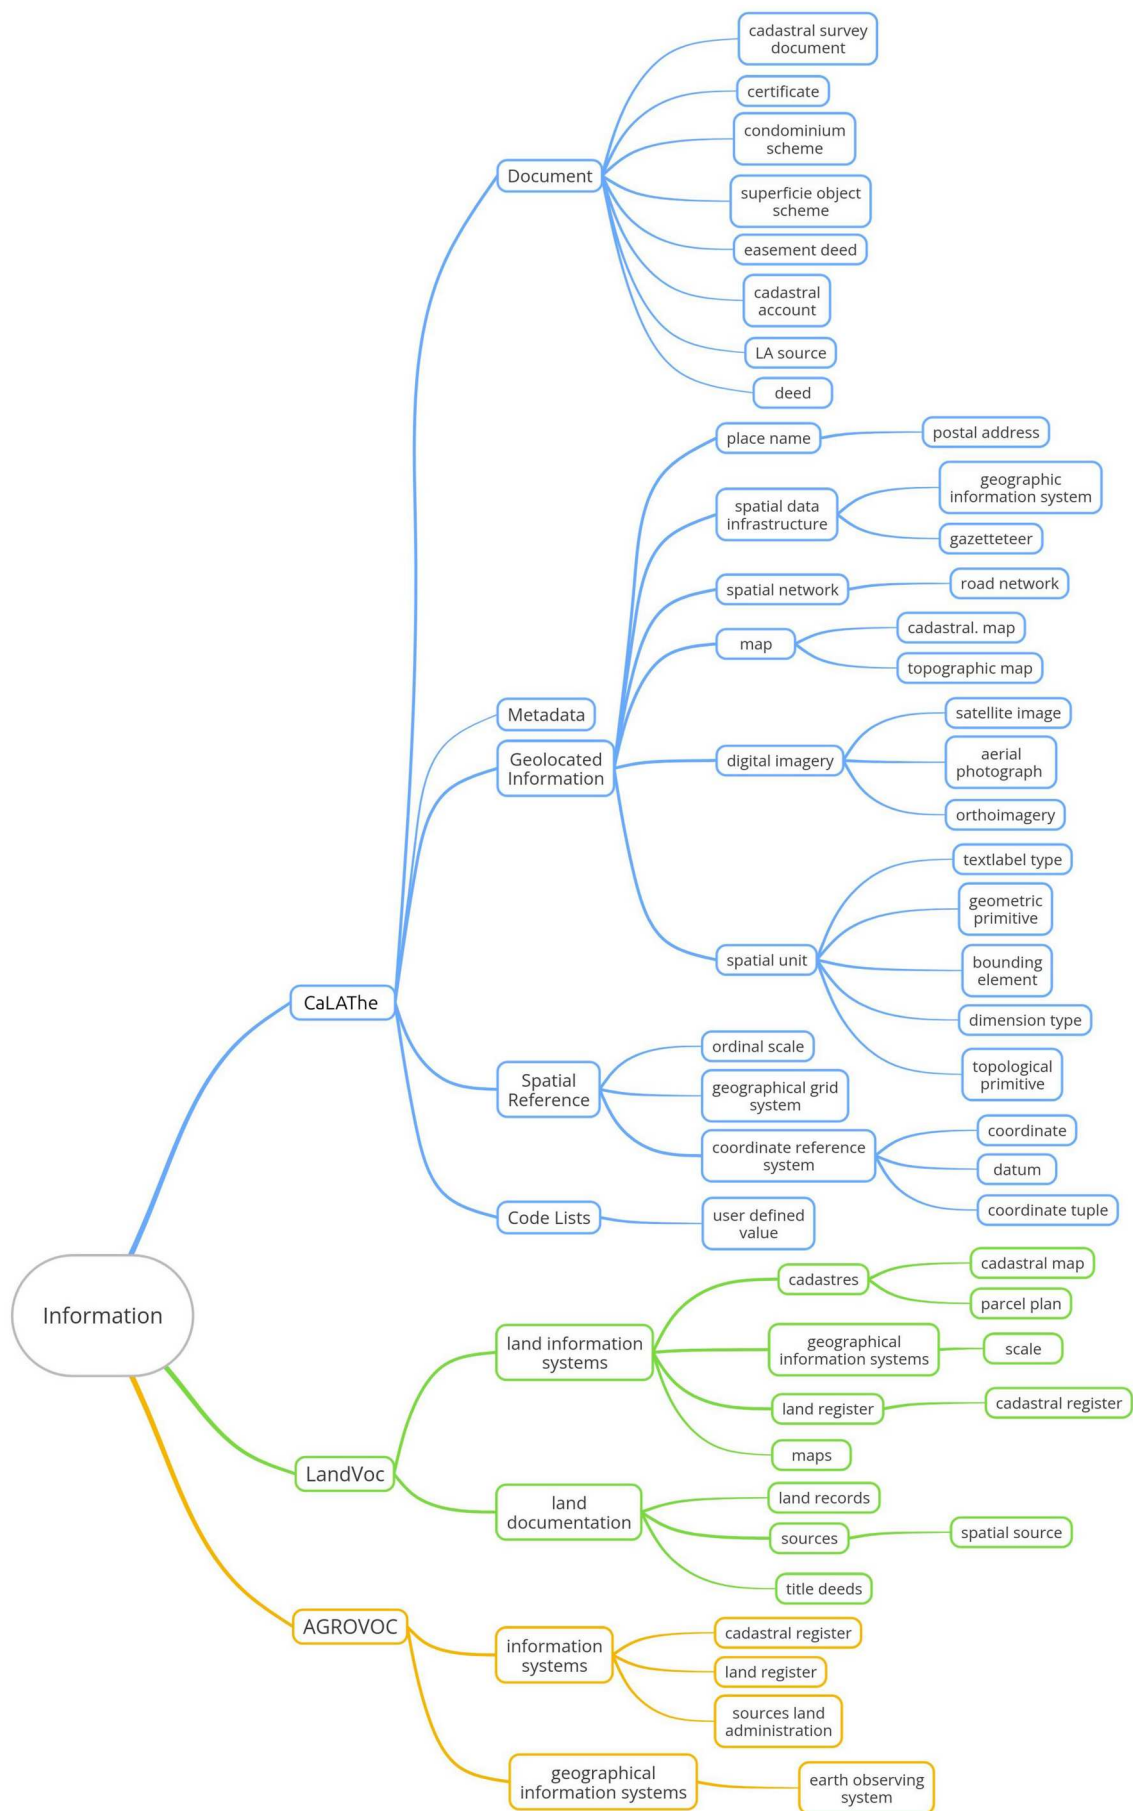 cadastral survey
document
certificate
condominium
scheme
Document
superficie object
scheme
easement deed
cadastral
account
LA source
deed
place name
postal address
spatial data
infrastructure
geographic
information system
gazetteteer
spatial network
road network
map
cadastral. map
topographic map
Metadata
Geolocated
Information
digital imagery
satellite image
aerial
photograph
orthoimagery
spatial unit
textlabel type
geometric
primitive
bounding
element
dimension type
topological
primitive
CaLAThe
Spatial
Reference
ordinal scale
geographical grid
system
coordinate reference
system
coordinate
datum
coordinate tuple
Code Lists
user defined
value
Information
land information
systems
cadastres
cadastral map
parcel plan
geographical
information systems
scale
land register
cadastral register
maps
LandVoc
land
documentation
land records
sources
spatial source
title deeds
AGROVOC
information
systems
cadastral register
land register
sources land
administration
geographical
information systems
earth observing
system